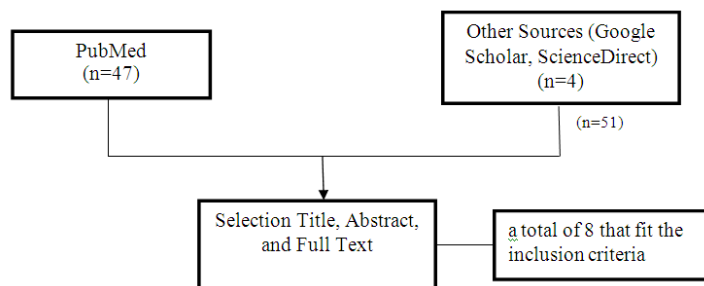 PubMed
(n=47)
Other Sources (Google
Scholar, ScienceDirect)
(n=4)
(n=51)
Selection Title, Abstract,
and Full Text
a total of 8 that fit the
inclusion criteria